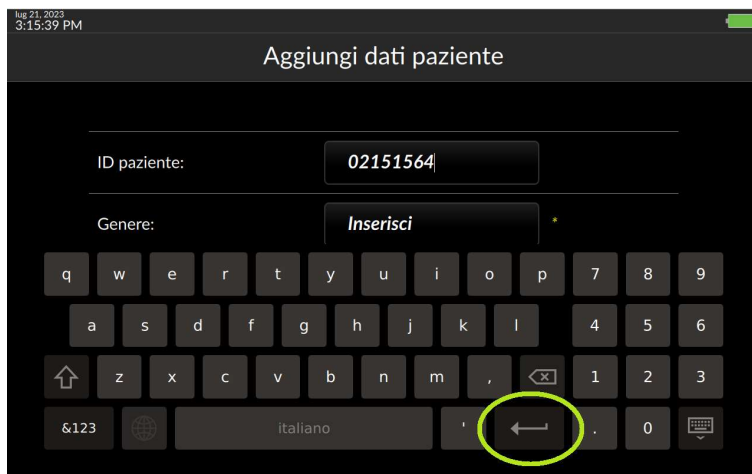 lug 21, 2023
3:15:39 PM
Aggiungi dati paziente
ID paziente: 02151564
Genere: Inserisci *
q w e r t y u i o p 7 8 9
a s d f g h j k l 4 5 6
z x c v b n m , 1 2 3
&123 italiano ' . 0